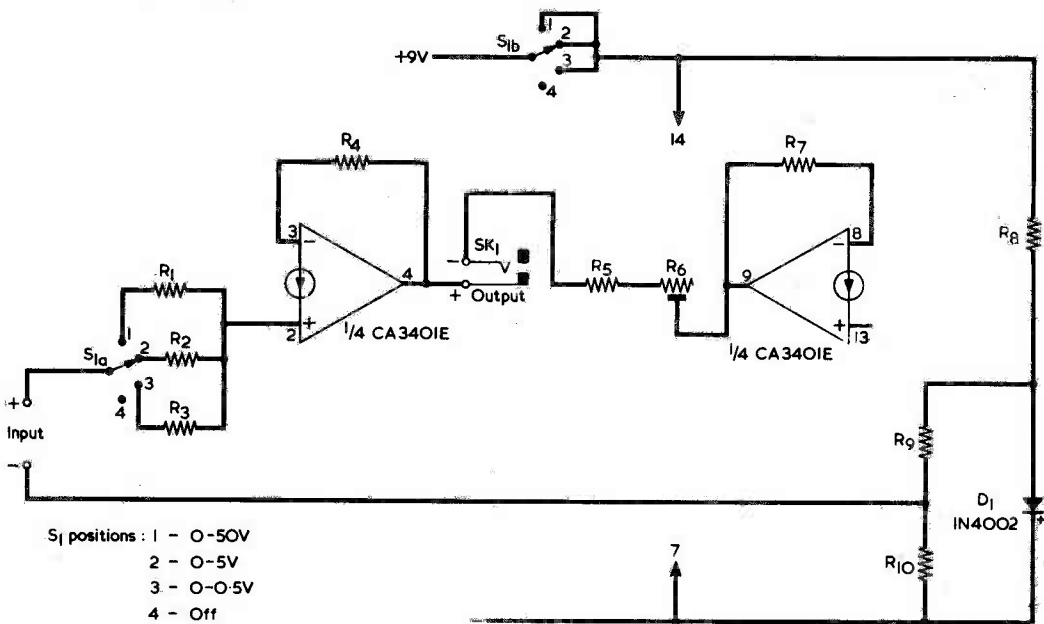 S1b
1
2
3
4
+9V
14
R4
R7
R8
3
−
4
2
+
1/4 CA3401E
−
SK1
+
Output
R5
R6
9
8
−
+
13
1/4 CA3401E
R1
R2
R3
S1a
1
2
3
4
+
Input
−
R9
R10
D1
1N4002
+
7
S1 positions : 1 - 0-50V
2 - 0-5V
3 - 0-0·5V
4 - Off